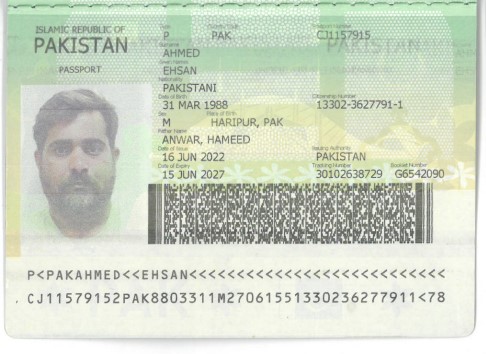 ISLAMIC REPUBLIC OF
PAKISTAN
PASSPORT
Type Country Code Passport Number
P PAK CJ1157915
Surname
AHMED
Given Names
EHSAN
Nationality
PAKISTANI
Date of Birth Citizenship Number
31 MAR 1988 13302-3627791-1
Sex Place of Birth
M HARIPUR, PAK
Father Name
ANWAR, HAMEED
Date of Issue Issuing Authority
16 JUN 2022 PAKISTAN
Date of Expiry Tracking Number Booklet Number
15 JUN 2027 30102638729 G6542090
P<PAKAHMED<<EHSAN<<<<<<<<<<<<<<<<<<<<<<<<<<<
CJ11579152PAK8803311M27061551330236277911<78